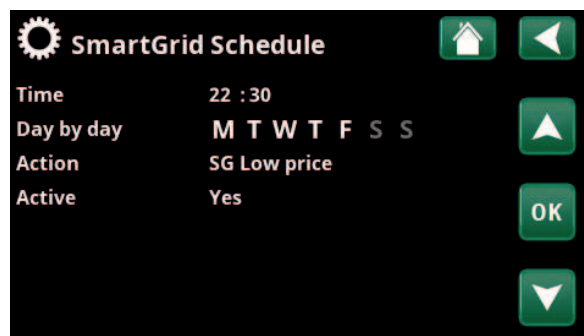 SmartGrid Schedule
Time 22 :30
Day by day M T W T F S S
Action SG Low price
Active Yes
OK